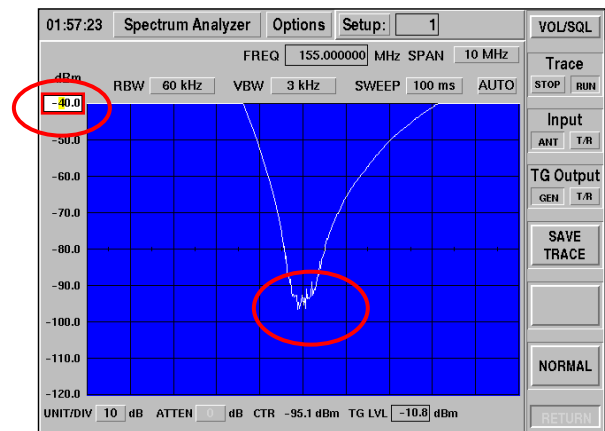 01:57:23 Spectrum Analyzer Options Setup: 1 VOL/SQL
FREQ 155.000000 MHz SPAN 10 MHz
dBm RBW 60 kHz VBW 3 kHz SWEEP 100 ms AUTO
Trace
STOP RUN
Input
ANT T/R
TG Output
GEN T/R
SAVE
TRACE
NORMAL
RETURN
-40.0
-50.0
-60.0
-70.0
-80.0
-90.0
-100.0
-110.0
-120.0
UNIT/DIV 10 dB ATTEN 0 dB CTR -95.1 dBm TG LVL -10.8 dBm